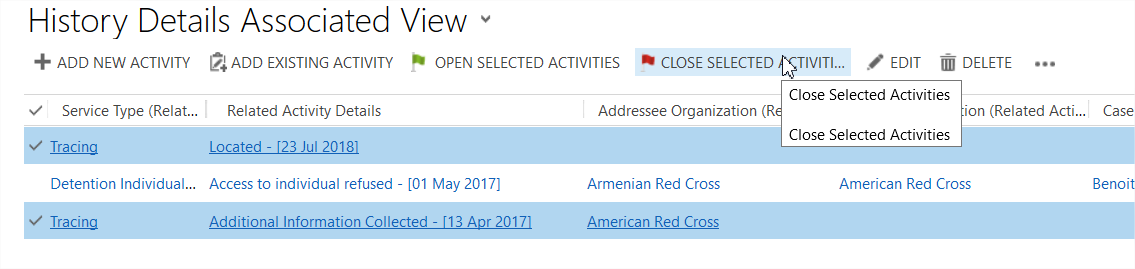 History Details Associated View
ADD NEW ACTIVITY ADD EXISTING ACTIVITY OPEN SELECTED ACTIVITIES CLOSE SELECTED ACTIVITI... EDIT DELETE ...
Close Selected Activities
Close Selected Activities
Service Type (Relat... Related Activity Details Addressee Organization (Re (Related Acti... Case
Tracing Located - [23 Jul 2018]
Detention Individual... Access to individual refused - [01 May 2017] Armenian Red Cross American Red Cross Benoit
Tracing Additional Information Collected - [13 Apr 2017] American Red Cross